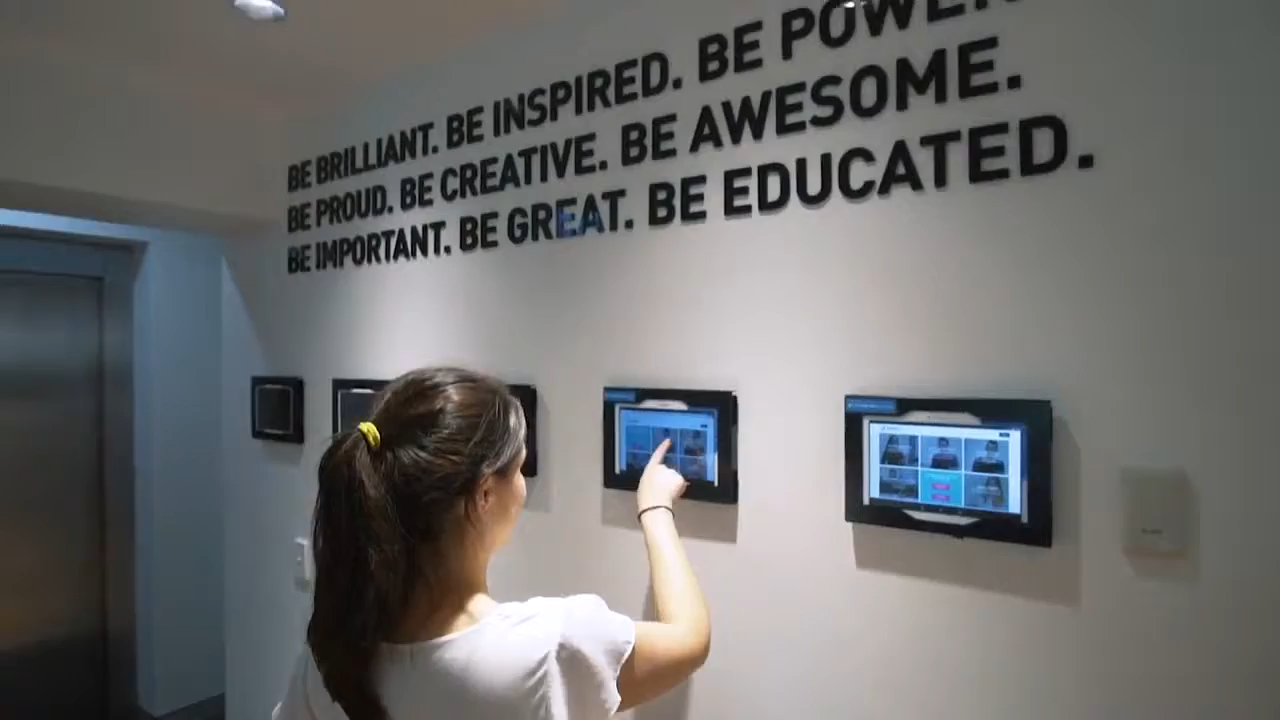 BE BRILLIANT. BE INSPIRED. BE POWER
BE PROUD. BE CREATIVE. BE AWESOME.
BE IMPORTANT. BE GREAT. BE EDUCATED.